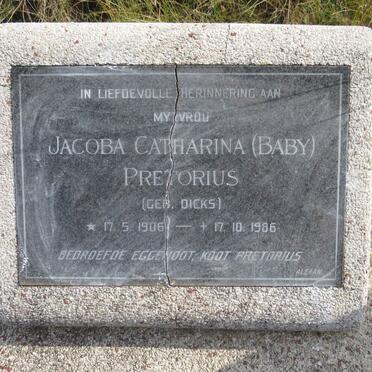 IN LIEFDEVOLLE HERINNERING AAN
MY VROU
JACOBA CATHARINA (BABY)
PRETORIUS
(GEB. DICKS)
★ 17. 5. 1906 — + 17. 10. 1986
BEDROEFDE EGGENOOT, KOOT PRETORIUS